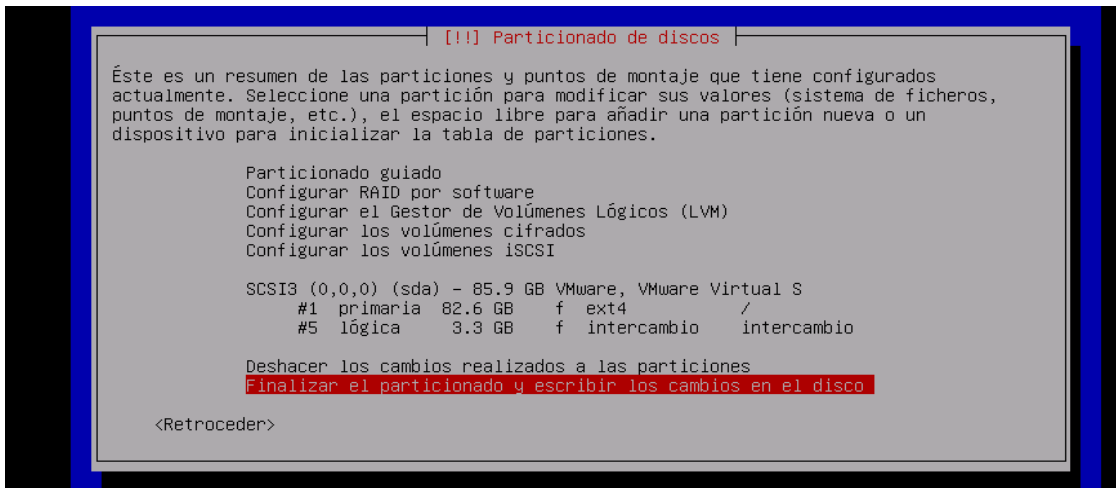 [!!] Particionado de discos
Éste es un resumen de las particiones y puntos de montaje que tiene configurados
actualmente. Seleccione una partición para modificar sus valores (sistema de ficheros,
puntos de montaje, etc.), el espacio libre para añadir una partición nueva o un
dispositivo para inicializar la tabla de particiones.
Particionado guiado
Configurar RAID por software
Configurar el Gestor de Volúmenes Lógicos (LVM)
Configurar los volúmenes cifrados
Configurar los volúmenes iSCSI
SCSI3 (0,0,0) (sda) - 85.9 GB VMware, VMware Virtual S
#1 primaria 82.6 GB f ext4 /
#5 lógica 3.3 GB f intercambio intercambio
Deshacer los cambios realizados a las particiones
Finalizar el particionado y escribir los cambios en el disco
<Retroceder>